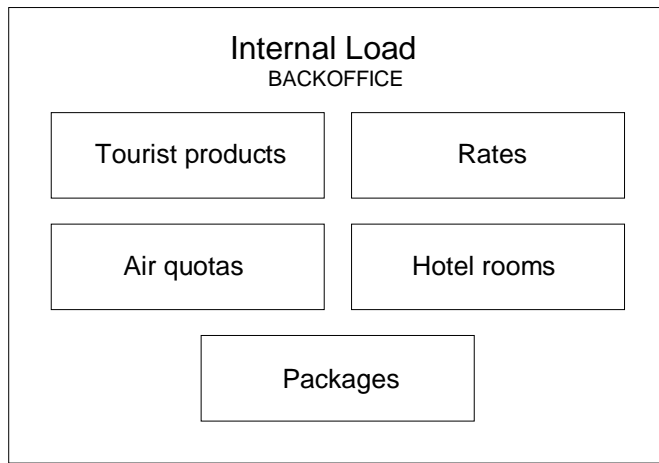 Internal Load
BACKOFFICE
Tourist products
Rates
Air quotas
Hotel rooms
Packages